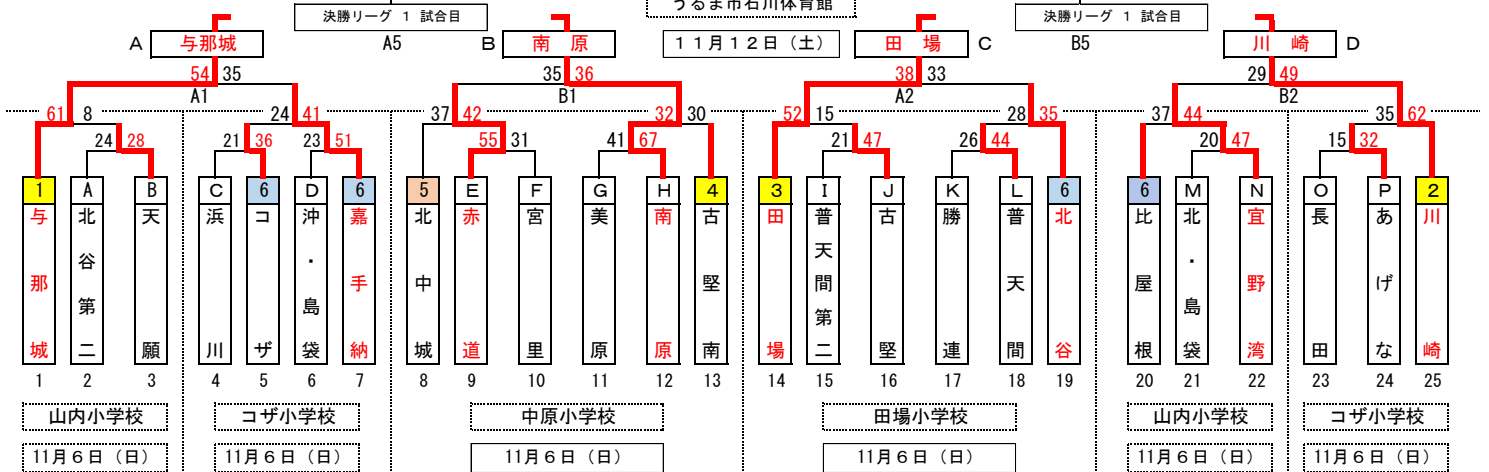 決勝リーグ 1 試合目
うるま市石川体育館
決勝リーグ 1 試合目
A 与那城
A5
B 南 原
11月12日(土)
田 場 C
B5
川 崎 D
54 35
35 36
38 33
29 49
A1
B1
A2
B2
61 8
24 41
37 42
32 30
52 15
28 35
37 44
35 62
24 28
21 36
23 51
55 31
41 67
21 47
26 44
20 47
15 32
1 A B C 6 D 6 5 E F G H 4 3 I J K L 6 6 M N O P 2
与那城
北谷第二
天願
浜川
コザ
沖・島袋
嘉手納
北中城
赤道
宮里
美原
南原
古堅南
田場
普天間第二
古堅
勝連
普天間
北谷
比屋根
北・島袋
宜野湾
長田
あげな
川崎
1 2 3 4 5 6 7 8 9 10 11 12 13 14 15 16 17 18 19 20 21 22 23 24 25
山内小学校
コザ小学校
中原小学校
田場小学校
山内小学校
コザ小学校
11月6日(日)
11月6日(日)
11月6日(日)
11月6日(日)
11月6日(日)
11月6日(日)